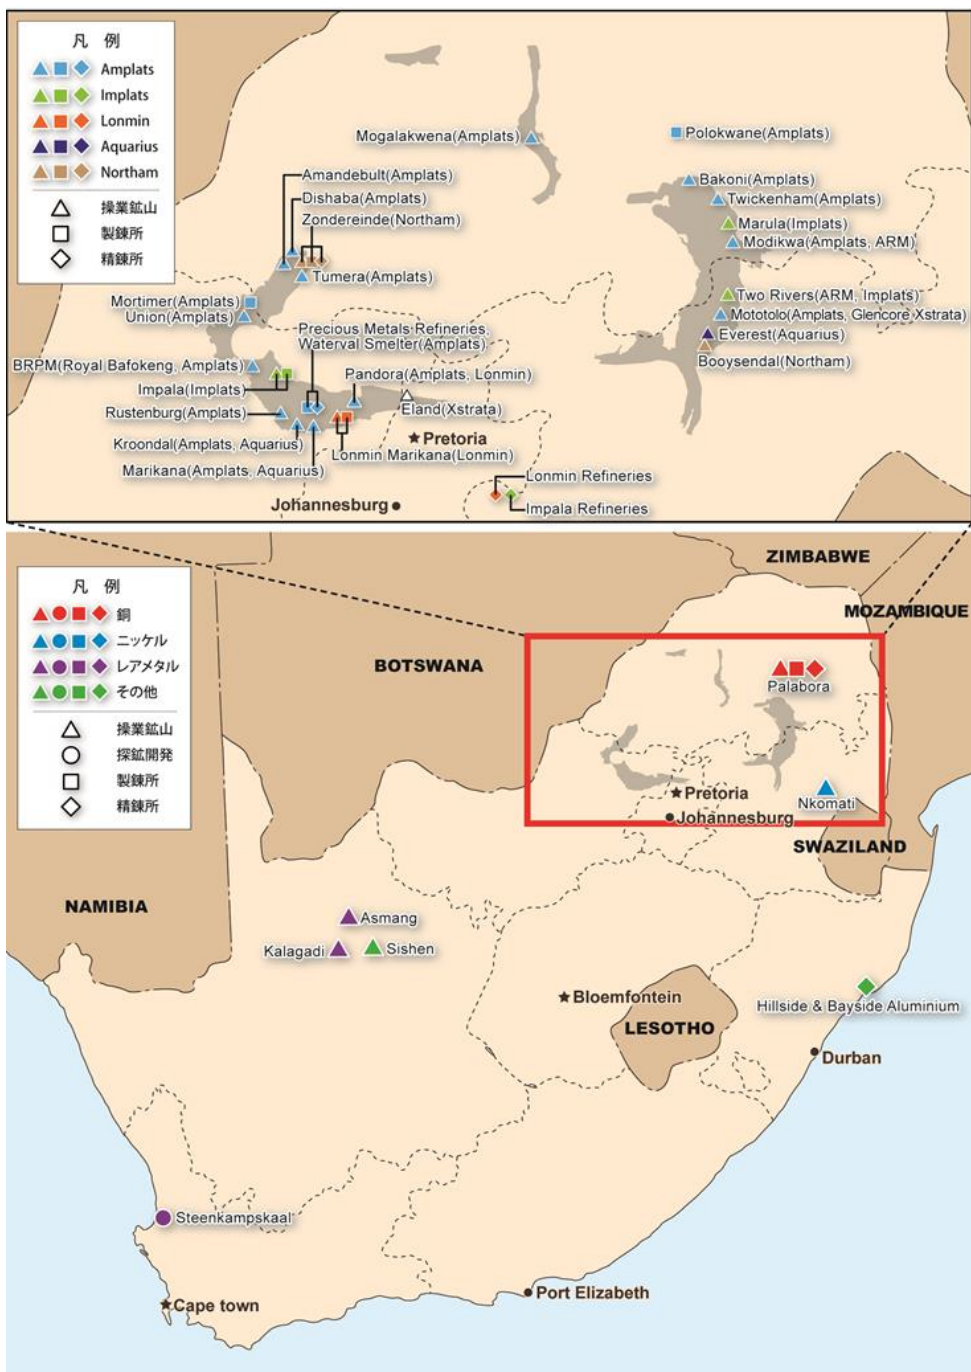 凡 例
Amplats
Implats
Lonmin
Aquarius
Northam
操業鉱山
製錬所
精錬所
Mogalakwena(Amplats)
Polokwane(Amplats)
Amandebult(Amplats)
Dishaba(Amplats)
Zondereinde(Northam)
Tumera(Amplats)
Bakoni(Amplats)
Twickenham(Amplats)
Marula(Implats)
Modikwa(Amplats, ARM)
Mortimer(Amplats)
Union(Amplats)
Two Rivers(ARM, Implats)
Mototolo(Amplats, Glencore Xstrata)
Everest(Aquarius)
Booysendal(Northam)
Precious Metals Refineries,
Waterval Smelter(Amplats)
BRPM(Royal Bafokeng, Amplats)
Impala(Implats)
Pandora(Amplats, Lonmin)
Eland(Xstrata)
Rustenburg(Amplats)
Kroondal(Amplats, Aquarius)
Marikana(Amplats, Aquarius)
Lonmin Marikana(Lonmin)
Pretoria
Lonmin Refineries
Johannesburg
Impala Refineries
凡 例
銅
ニッケル
レアメタル
その他
操業鉱山
探鉱開発
製錬所
精錬所
ZIMBABWE
MOZAMBIQUE
BOTSWANA
Palabora
Pretoria
Nkomati
Johannesburg
SWAZILAND
NAMIBIA
Asmang
Kalagadi
Sishen
Bloemfontein
LESOTHO
Hillside & Bayside Aluminium
Durban
Steenkampskaal
Cape town
Port Elizabeth